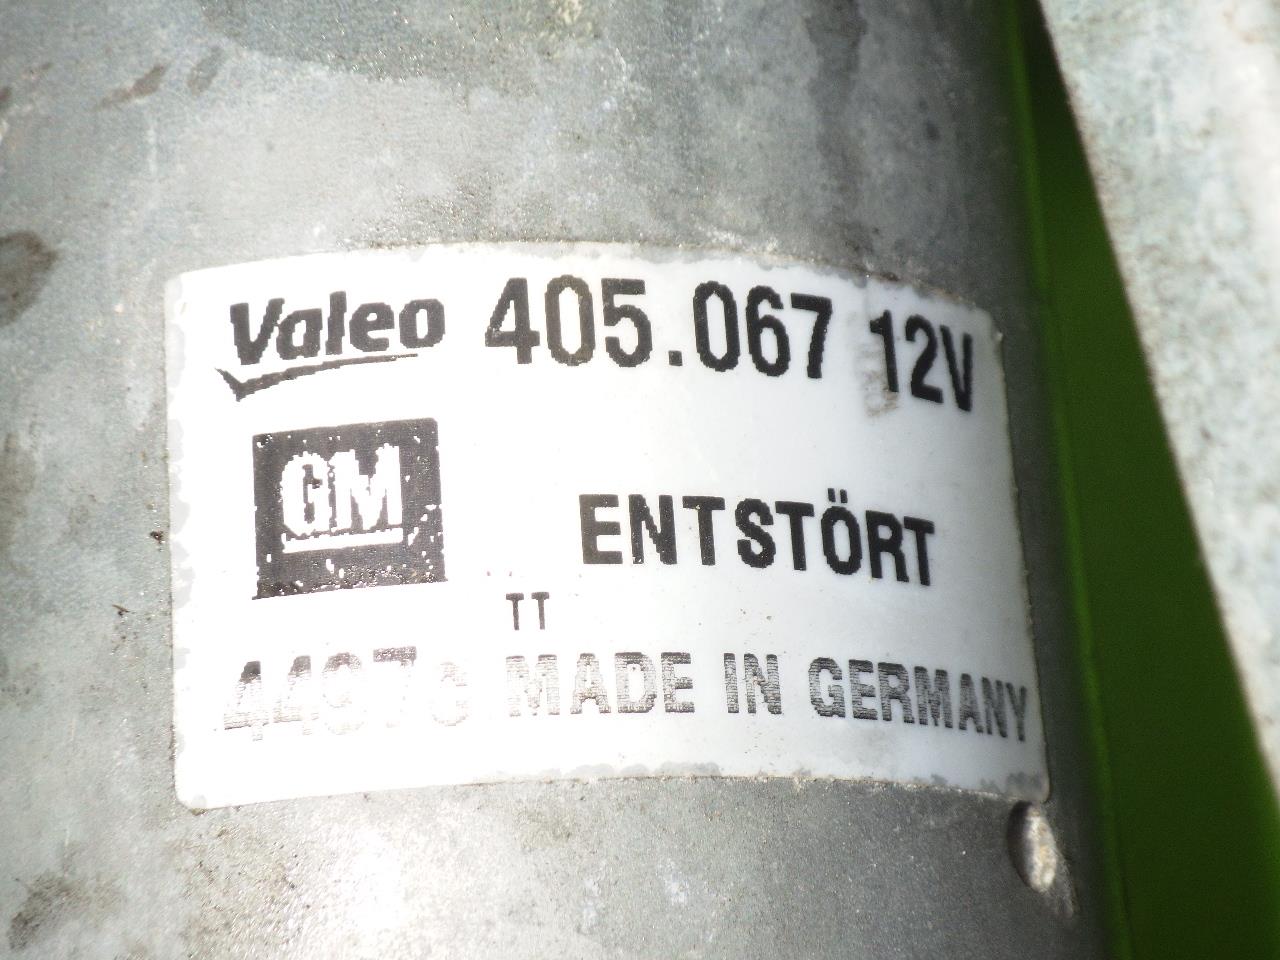 Valeo 405.067 12V
GM
ENTSTÖRT
TT
MADE IN GERMANY